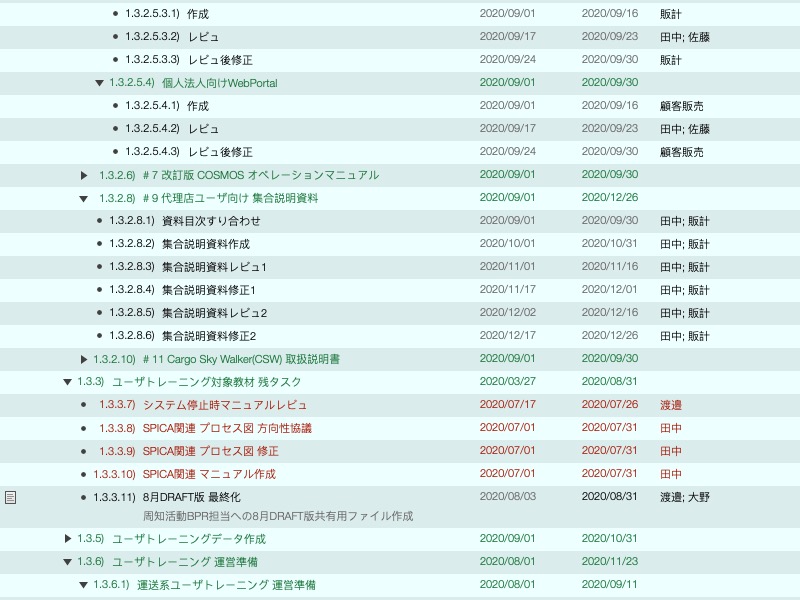 1.3.2.5.3.1) 作成 2020/09/01 2020/09/16 販計
1.3.2.5.3.2) レビュ 2020/09/17 2020/09/23 田中; 佐藤
1.3.2.5.3.3) レビュ後修正 2020/09/24 2020/09/30 販計
1.3.2.5.4) 個人法人向けWebPortal 2020/09/01 2020/09/30
1.3.2.5.4.1) 作成 2020/09/01 2020/09/16 顧客販売
1.3.2.5.4.2) レビュ 2020/09/17 2020/09/23 田中; 佐藤
1.3.2.5.4.3) レビュ後修正 2020/09/24 2020/09/30 顧客販売
1.3.2.6) #7 改訂版 COSMOS オペレーションマニュアル 2020/09/01 2020/09/30
1.3.2.8) #9 代理店ユーザ向け 集合説明資料 2020/09/01 2020/12/26
1.3.2.8.1) 資料目次すり合わせ 2020/09/01 2020/09/30 田中; 販計
1.3.2.8.2) 集合説明資料作成 2020/10/01 2020/10/31 田中; 販計
1.3.2.8.3) 集合説明資料レビュ1 2020/11/01 2020/11/16 田中; 販計
1.3.2.8.4) 集合説明資料修正1 2020/11/17 2020/12/01 田中; 販計
1.3.2.8.5) 集合説明資料レビュ2 2020/12/02 2020/12/16 田中; 販計
1.3.2.8.6) 集合説明資料修正2 2020/12/17 2020/12/26 田中; 販計
1.3.2.10) #11 Cargo Sky Walker(CSW) 取扱説明書 2020/09/01 2020/09/30
1.3.3) ユーザトレーニング対象教材 残タスク 2020/03/27 2020/08/31
1.3.3.7) システム停止時マニュアルレビュ 2020/07/17 2020/07/26 渡邉
1.3.3.8) SPICA関連 プロセス図 方向性協議 2020/07/01 2020/07/31 田中
1.3.3.9) SPICA関連 プロセス図 修正 2020/07/01 2020/07/31 田中
1.3.3.10) SPICA関連 マニュアル作成 2020/07/01 2020/07/31 田中
1.3.3.11) 8月DRAFT版 最終化 2020/08/03 2020/08/31 渡邉; 大野
周知活動BPR担当への8月DRAFT版共有用ファイル作成
1.3.5) ユーザトレーニングデータ作成 2020/09/01 2020/10/31
1.3.6) ユーザトレーニング 運営準備 2020/08/01 2020/11/23
1.3.6.1) 運送系ユーザトレーニング 運営準備 2020/08/01 2020/09/11